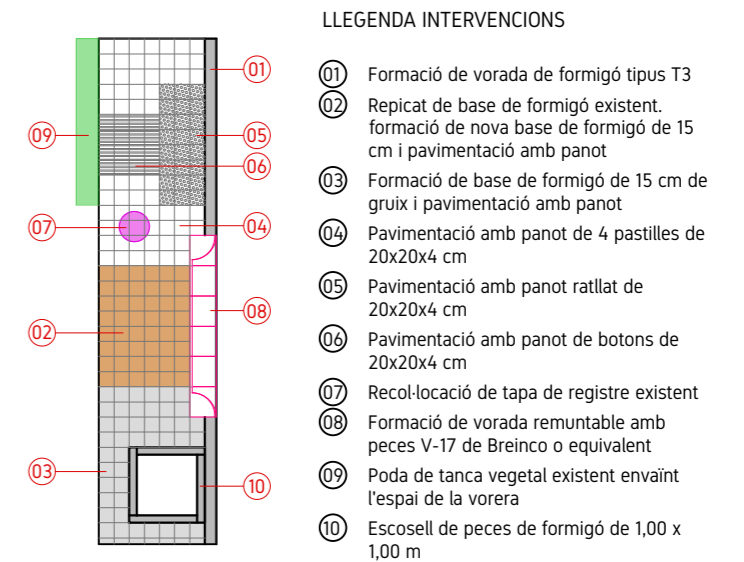 LLEGENDA INTERVENCIONS
01 Formació de vorada de formigó tipus T3
02 Repicat de base de formigó existent.
formació de nova base de formigó de 15
cm i pavimentació amb panot
03 Formació de base de formigó de 15 cm de
gruix i pavimentació amb panot
04 Pavimentació amb panot de 4 pastilles de
20x20x4 cm
05 Pavimentació amb panot ratllat de
20x20x4 cm
06 Pavimentació amb panot de botons de
20x20x4 cm
07 Recol·locació de tapa de registre existent
08 Formació de vorada remuntable amb
peces V-17 de Breinco o equivalent
09 Poda de tanca vegetal existent envaïnt
l'espai de la vorera
10 Escosell de peces de formigó de 1,00 x
1,00 m
01
09
05
06
07
04
08
02
03
10